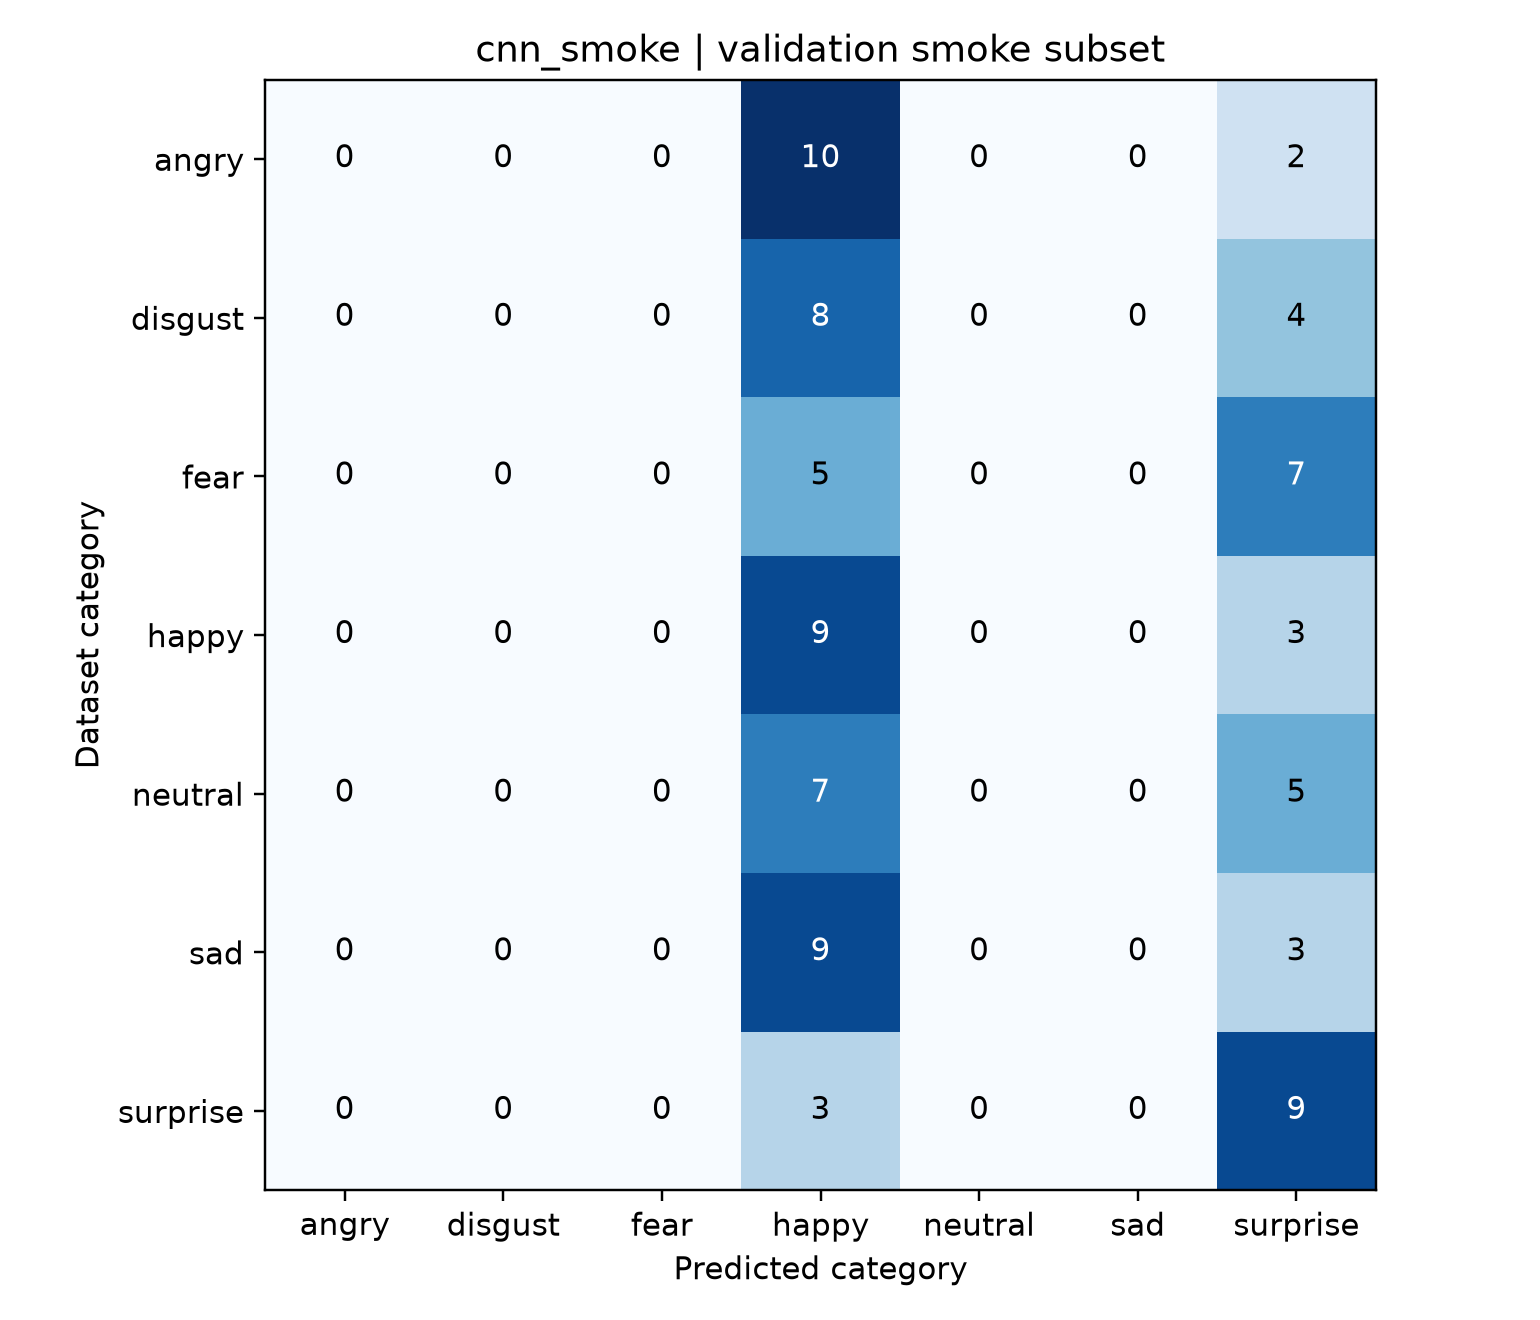 cnn_smoke | validation smoke subset
angry 0 0 0 10 0 0 2
disgust 0 0 0 8 0 0 4
fear 0 0 0 5 0 0 7
happy 0 0 0 9 0 0 3
neutral 0 0 0 7 0 0 5
sad 0 0 0 9 0 0 3
surprise 0 0 0 3 0 0 9
angry disgust fear happy neutral sad surprise
Predicted category
Dataset category